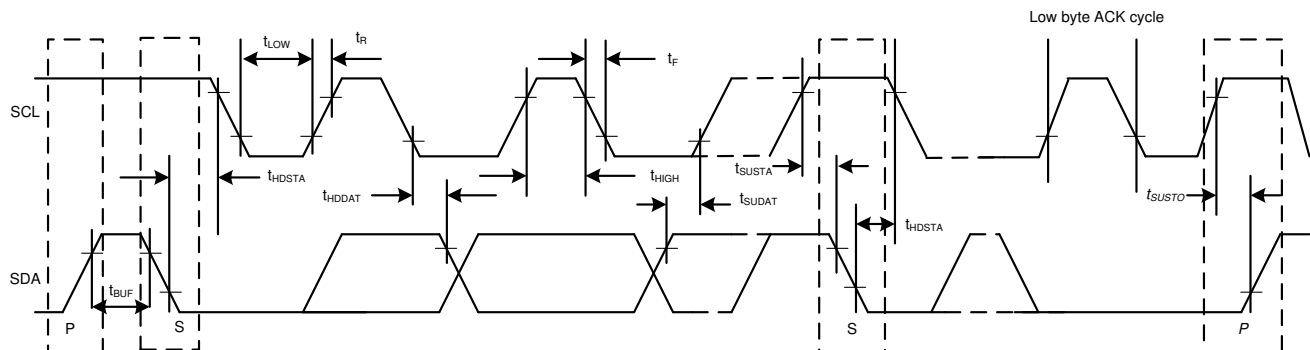 Low byte ACK cycle
tLOW
tR
tF
SCL
tHDSTA
tHDDAT
tHIGH
tSUDAT
tSUSTA
tHDSTA
tSUSTO
SDA
tBUF
P
S
S
P